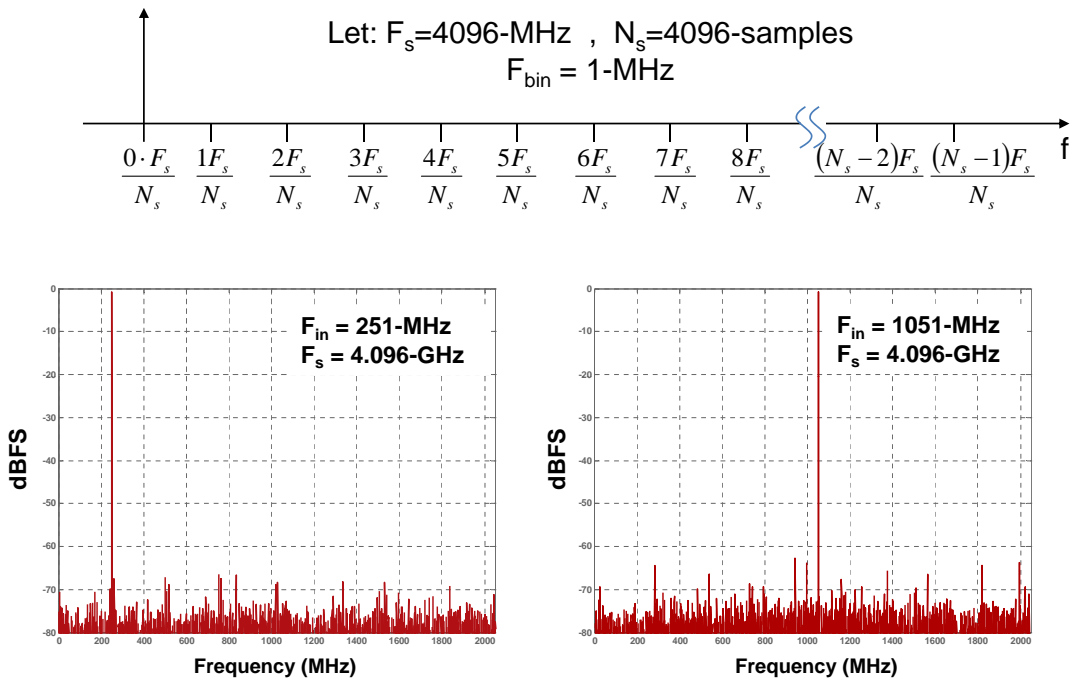 Let: Fs=4096-MHz , Ns=4096-samples
Fbin = 1-MHz
0·Fs/Ns 1Fs/Ns 2Fs/Ns 3Fs/Ns 4Fs/Ns 5Fs/Ns 6Fs/Ns 7Fs/Ns 8Fs/Ns (Ns−2)Fs/Ns (Ns−1)Fs/Ns f
Fin = 251-MHz
Fs = 4.096-GHz
dBFS
0
-10
-20
-30
-40
-50
-60
-70
-80
0 200 400 600 800 1000 1200 1400 1600 1800 2000
Frequency (MHz)
Fin = 1051-MHz
Fs = 4.096-GHz
dBFS
0
-10
-20
-30
-40
-50
-60
-70
-80
0 200 400 600 800 1000 1200 1400 1600 1800 2000
Frequency (MHz)